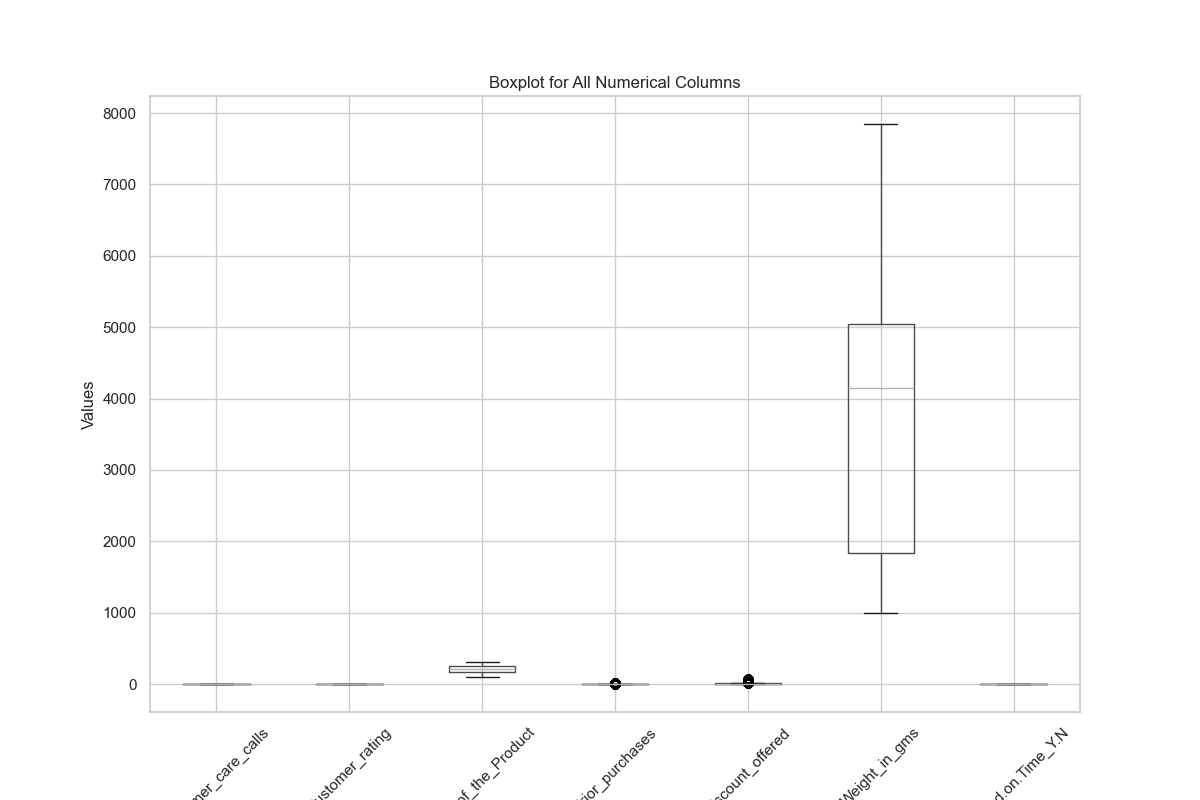 Boxplot for All Numerical Columns
8000
7000
6000
5000
4000
3000
2000
1000
0
Values
mer_care_calls
ustomer_rating
of_the_Product
rior_purchases
iscount_offered
Weight_in_gms
d.on.Time_Y.N